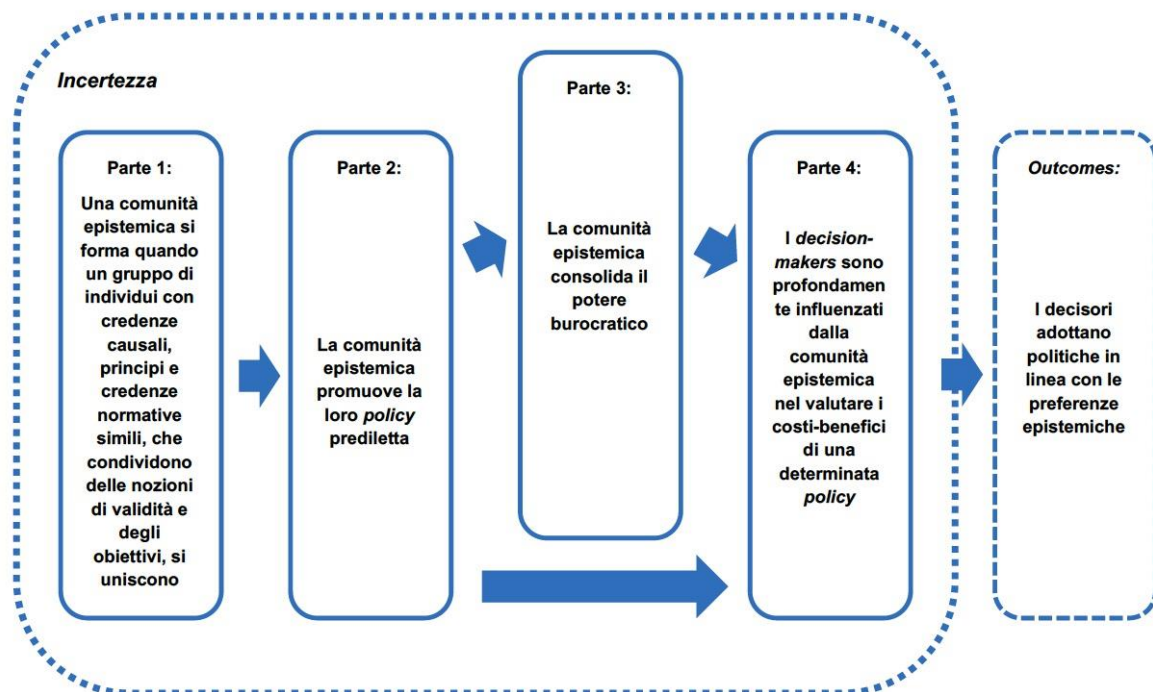 Incertezza
Parte 1:
Una comunità
epistemica si
forma quando
un gruppo di
individui con
credenze
causali,
principi e
credenze
normative
simili, che
condividono
delle nozioni
di validità e
degli
obiettivi, si
uniscono
Parte 2:
La comunità
epistemica
promuove la
loro policy
prediletta
Parte 3:
La comunità
epistemica
consolida il
potere
burocratico
Parte 4:
I decision-
makers sono
profondamen
te influenzati
dalla
comunità
epistemica
nel valutare i
costi-benefici
di una
determinata
policy
Outcomes:
I decisori
adottano
politiche in
linea con le
preferenze
epistemiche